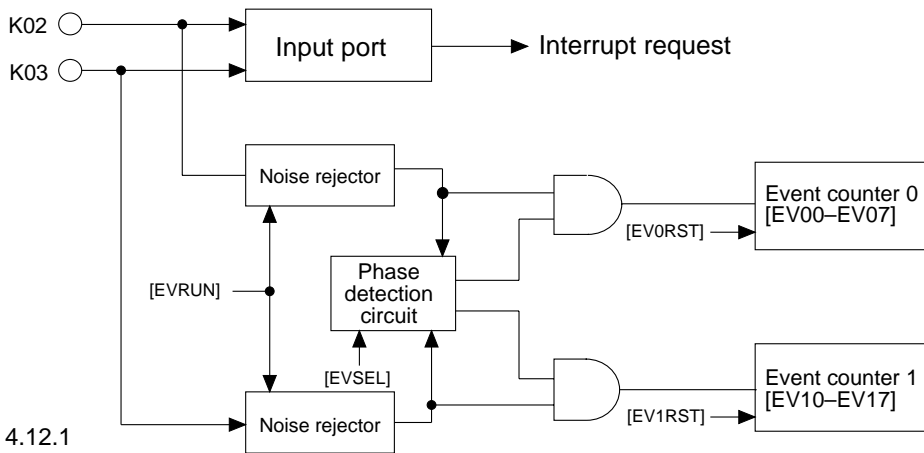 K02
Input port
Interrupt request
K03
Noise rejector
Event counter 0
[EV00–EV07]
[EV0RST]
[EVRUN]
Phase
detection
circuit
[EVSEL]
Noise rejector
Event counter 1
[EV10–EV17]
[EV1RST]
4.12.1